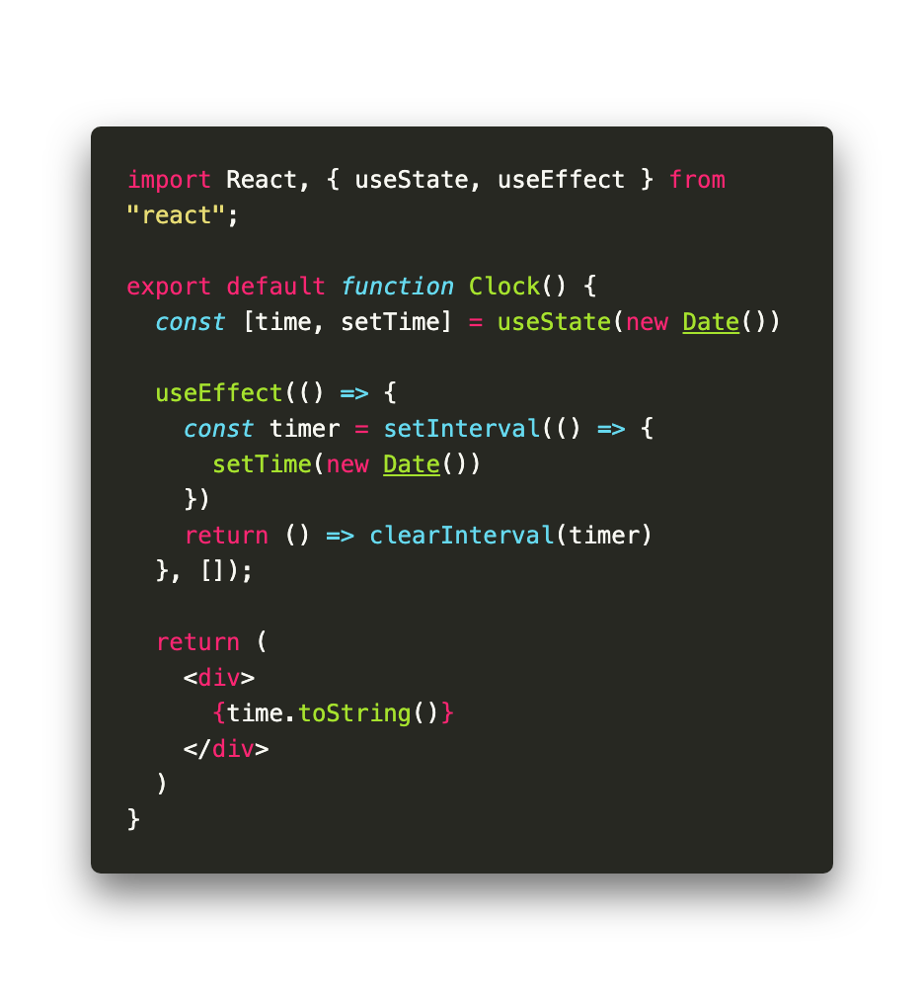 import React, { useState, useEffect } from
"react";

export default function Clock() {
  const [time, setTime] = useState(new Date())

  useEffect(() => {
    const timer = setInterval(() => {
      setTime(new Date())
    })
    return () => clearInterval(timer)
  }, []);

  return (
    <div>
      {time.toString()}
    </div>
  )
}